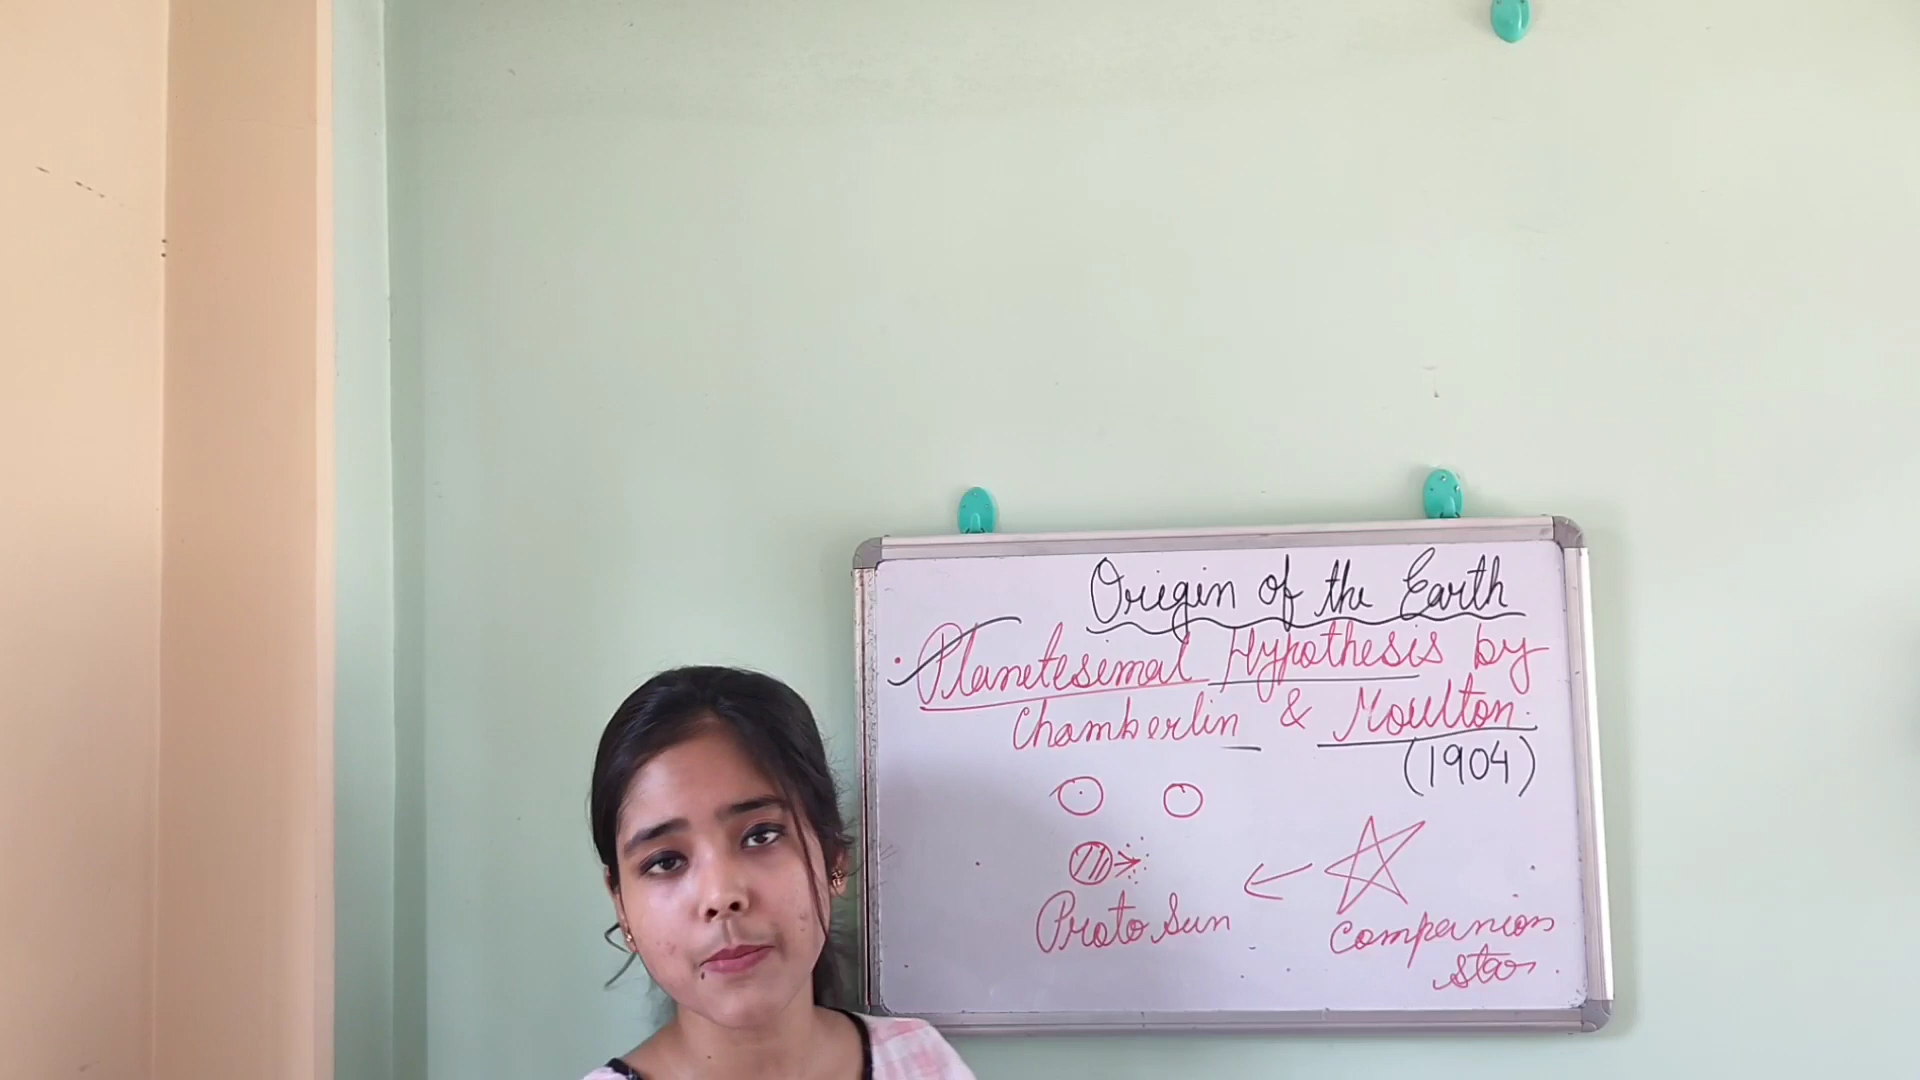 Origin of the Earth
• Planetesimal Hypothesis by
Chamberlin & Moulton.
(1904)
Proto Sun
Companion
star.